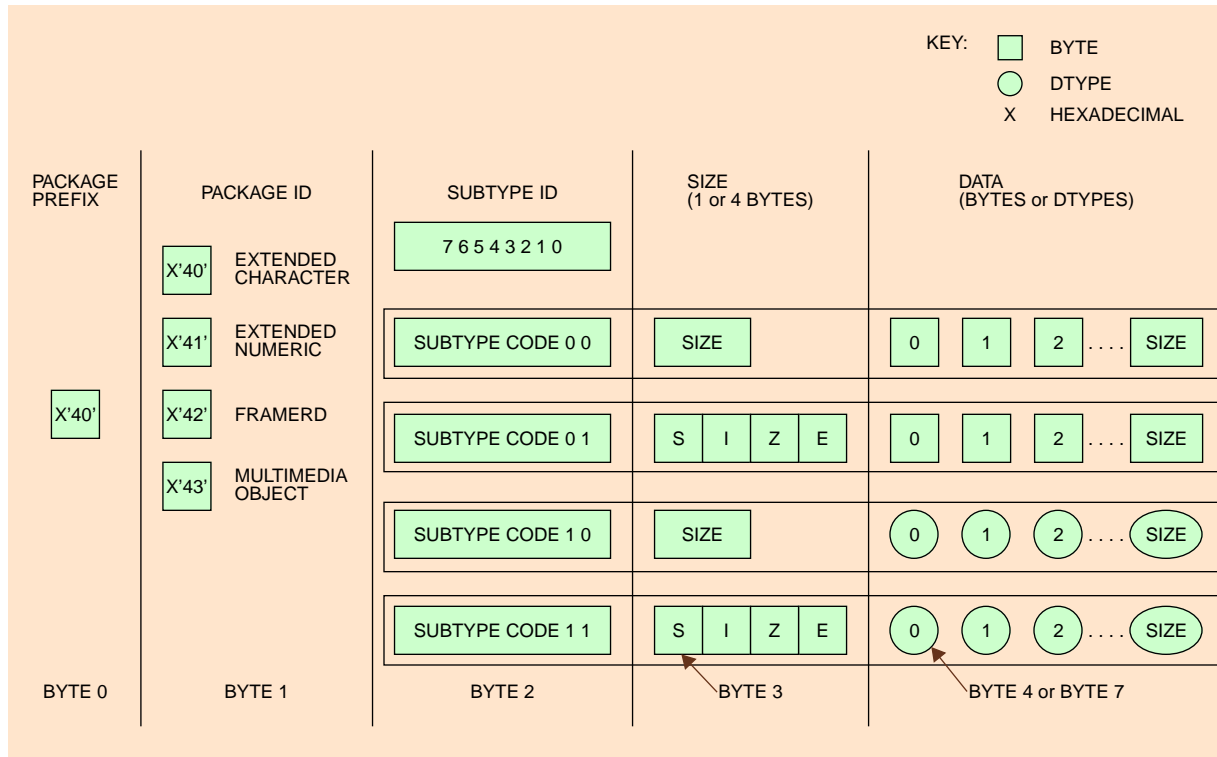 KEY:
BYTE
DTYPE
X HEXADECIMAL
PACKAGE
PREFIX
PACKAGE ID
SUBTYPE ID
SIZE
(1 or 4 BYTES)
DATA
(BYTES or DTYPES)
7 6 5 4 3 2 1 0
X’40’ EXTENDED
CHARACTER
X’41’ EXTENDED
NUMERIC
SUBTYPE CODE 0 0 SIZE 0 1 2 . . . . SIZE
X’40’
X’42’ FRAMERD
SUBTYPE CODE 0 1 S I Z E 0 1 2 . . . . SIZE
X’43’ MULTIMEDIA
OBJECT
SUBTYPE CODE 1 0 SIZE 0 1 2 . . . . SIZE
SUBTYPE CODE 1 1 S I Z E 0 1 2 . . . . SIZE
BYTE 0 BYTE 1 BYTE 2 BYTE 3 BYTE 4 or BYTE 7